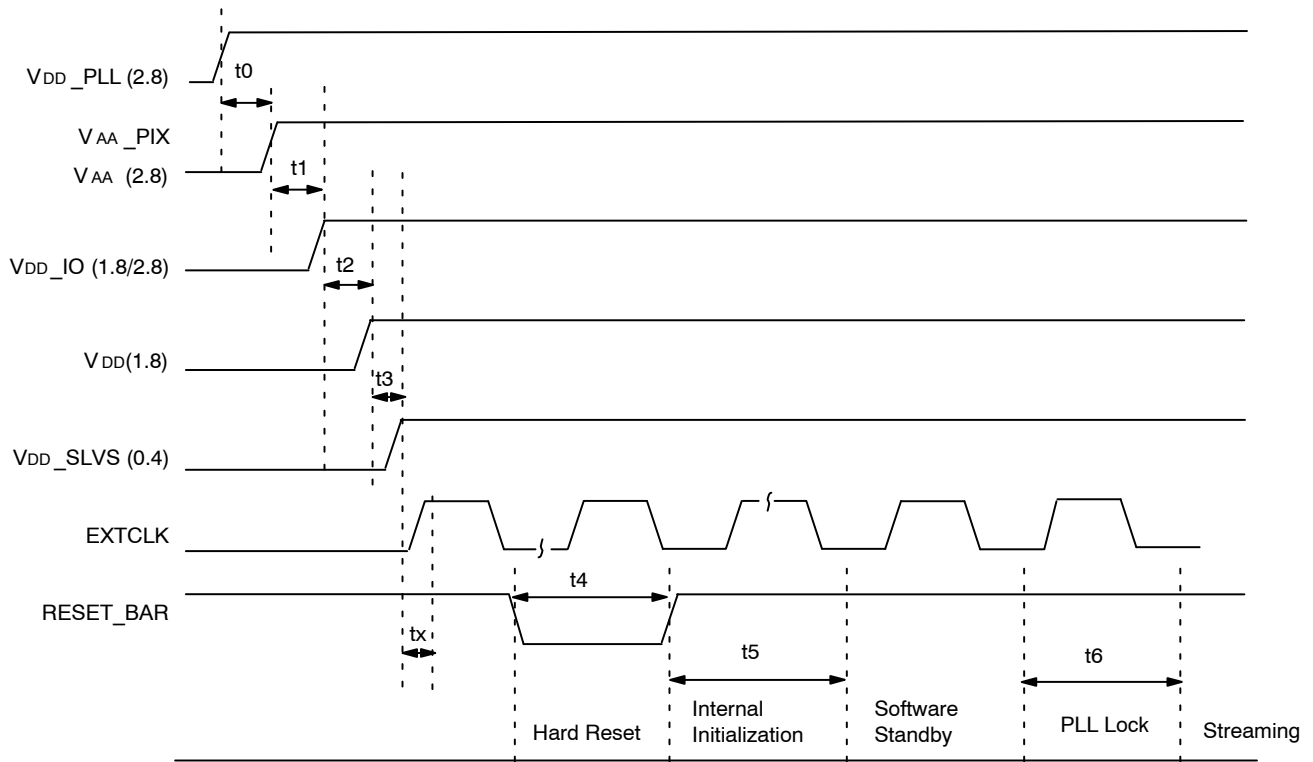 VDD_PLL (2.8)
t0
VAA_PIX
VAA (2.8)
t1
VDD_IO (1.8/2.8)
t2
VDD(1.8)
t3
VDD_SLVS (0.4)
EXTCLK
t4
RESET_BAR
tx
t5
t6
Hard Reset
Internal
Initialization
Software
Standby
PLL Lock
Streaming